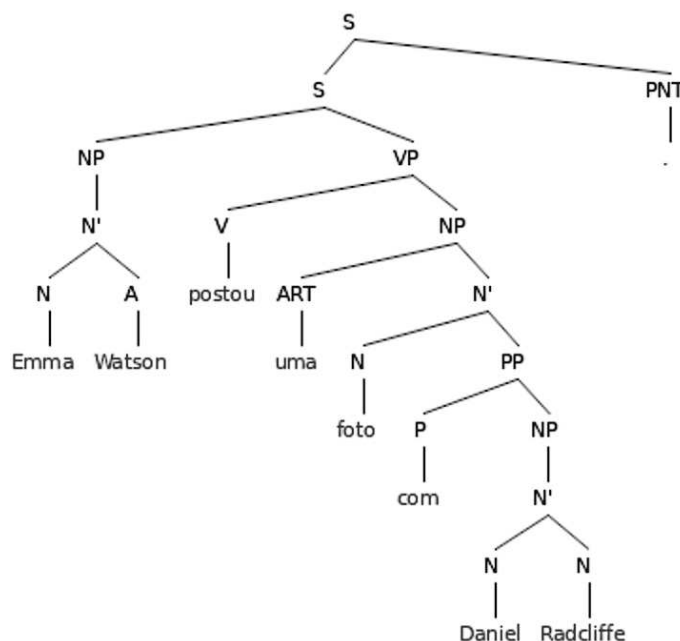 S
S PNT
NP VP .
N' V NP
N A postou ART N'
Emma Watson uma N PP
foto P NP
com N'
N N
Daniel Radcliffe